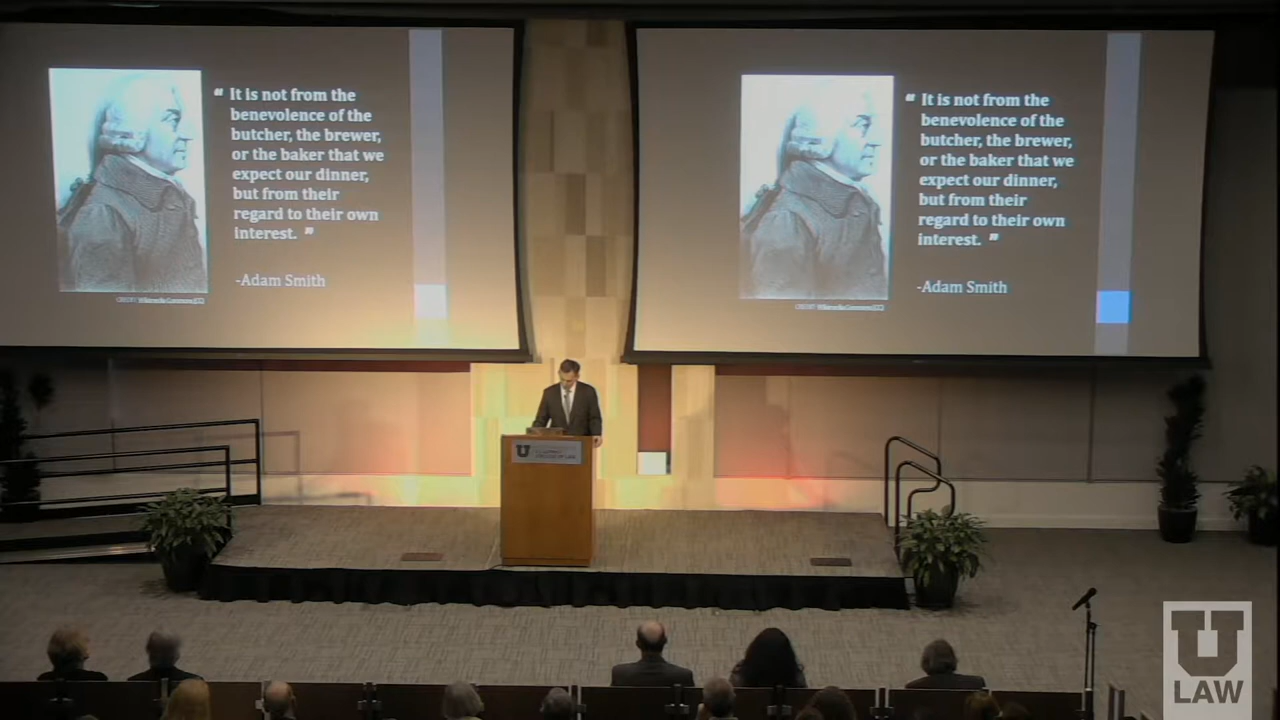 “ It is not from the
benevolence of the
butcher, the brewer,
or the baker that we
expect our dinner,
but from their
regard to their own
interest. ”
-Adam Smith
“ It is not from the
benevolence of the
butcher, the brewer,
or the baker that we
expect our dinner,
but from their
regard to their own
interest. ”
-Adam Smith
U
COLLEGE OF LAW
U
LAW